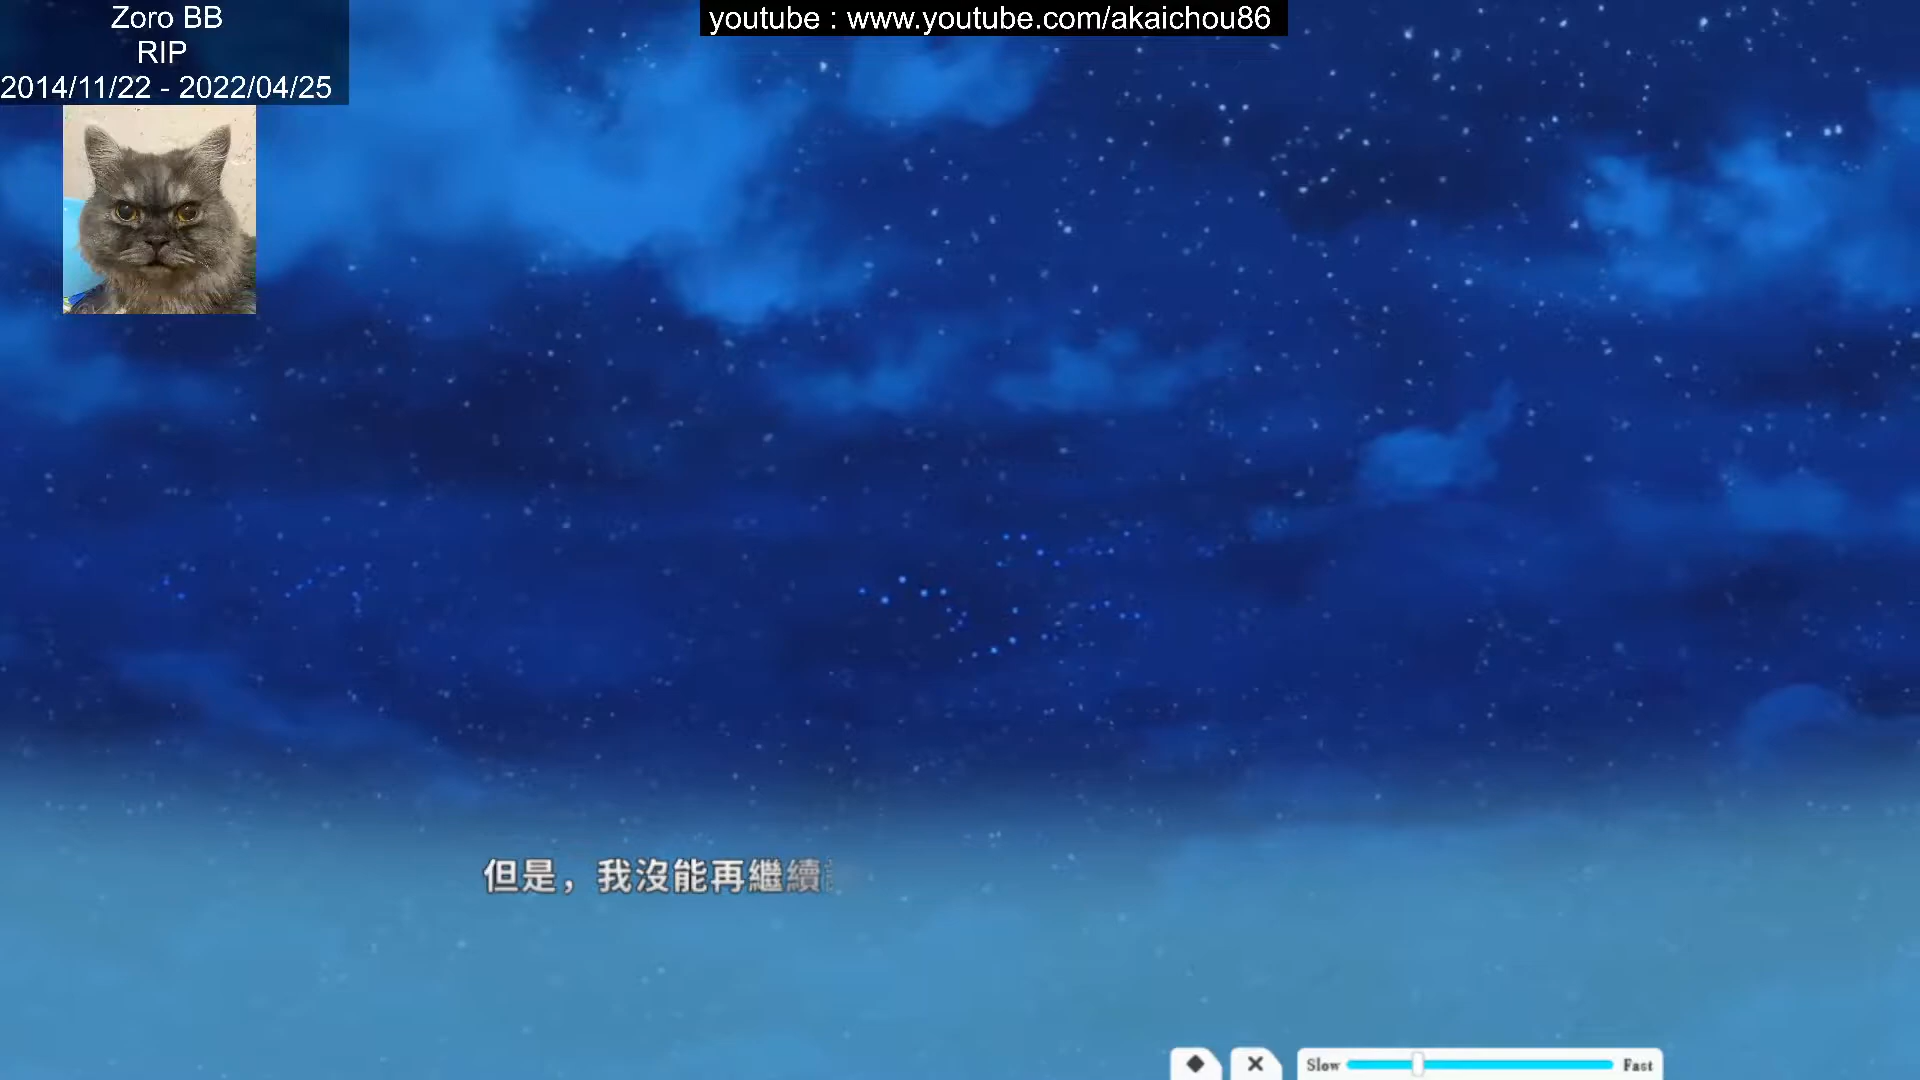 Zoro BB
RIP
2014/11/22 - 2022/04/25
youtube : www.youtube.com/akaichou86
但是，我沒能再繼續
Slow
Fast